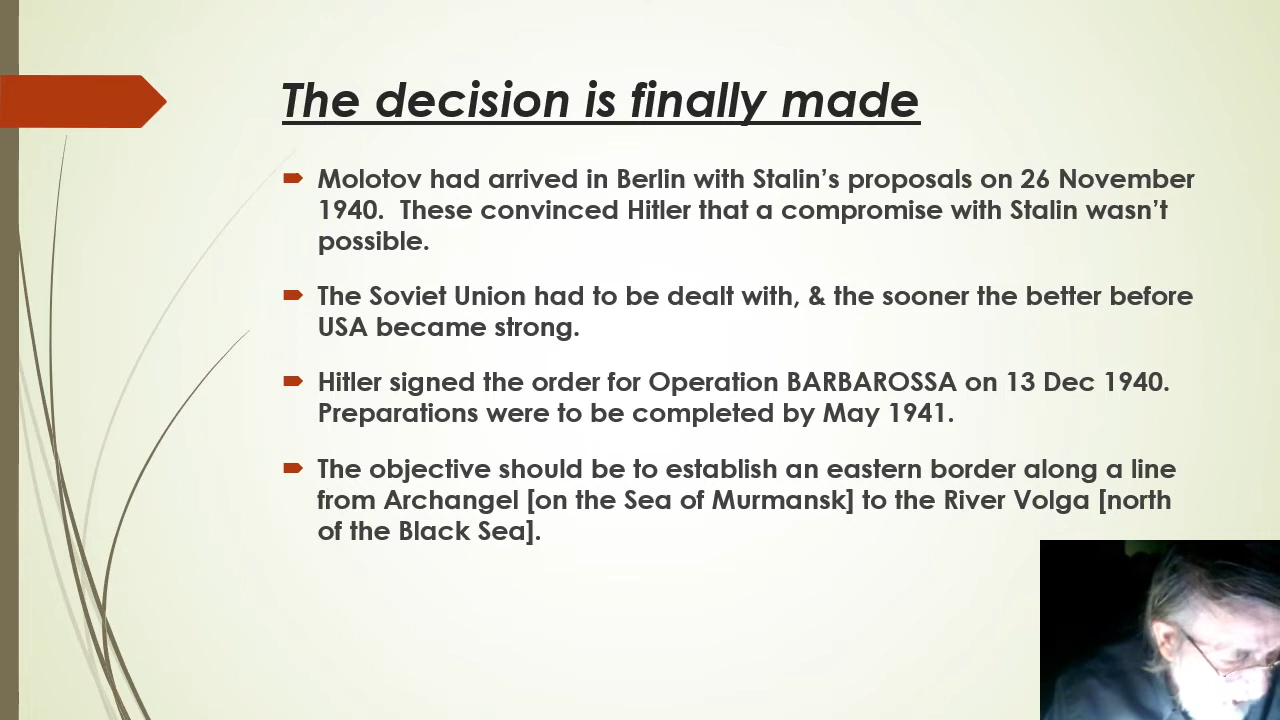 The decision is finally made
Molotov had arrived in Berlin with Stalin’s proposals on 26 November
1940.  These convinced Hitler that a compromise with Stalin wasn’t
possible.
The Soviet Union had to be dealt with, & the sooner the better before
USA became strong.
Hitler signed the order for Operation BARBAROSSA on 13 Dec 1940.
Preparations were to be completed by May 1941.
The objective should be to establish an eastern border along a line
from Archangel [on the Sea of Murmansk] to the River Volga [north
of the Black Sea].